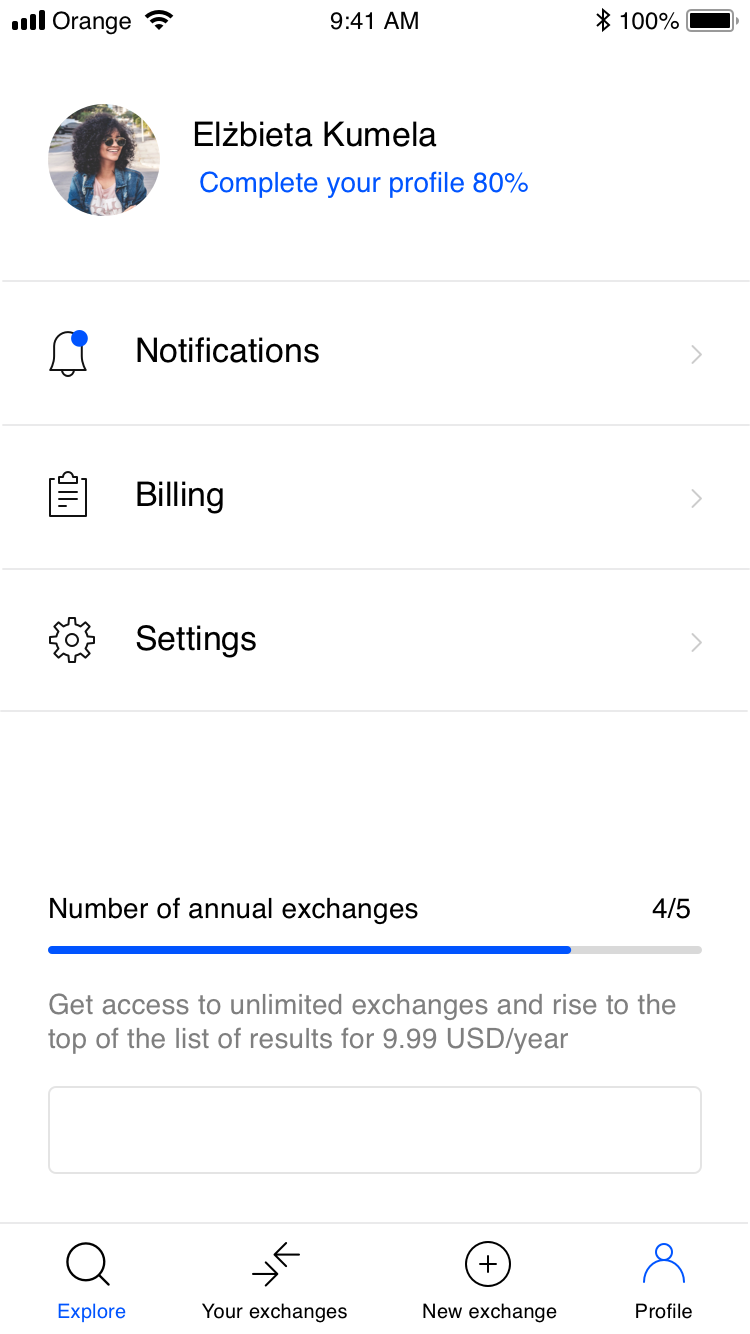 Orange 9:41 AM 100%
Elżbieta Kumela
Complete your profile 80%
Notifications
Billing
Settings
Number of annual exchanges 4/5
Get access to unlimited exchanges and rise to the
top of the list of results for 9.99 USD/year
Explore Your exchanges New exchange Profile